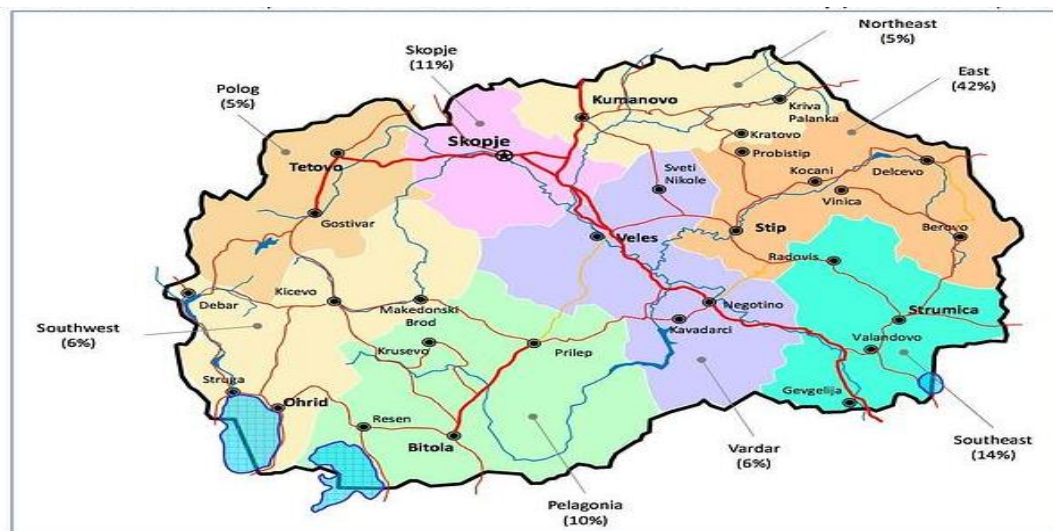 Northeast
(5%)
Skopje
(11%)
East
(42%)
Polog
(5%)
Kumanovo
Kriva
Palanka
Kratovo
Skopje
Probistip
Tetovo
Sveti
Nikole
Kocani
Delcevo
Vinica
Gostivar
Stip
Veles
Berovo
Radovis
Debar
Kicevo
Makedonski
Brod
Negotino
Strumica
Kavadarci
Southwest
(6%)
Krusevo
Prilep
Valandovo
Struga
Ohrid
Resen
Gevgelija
Bitola
Vardar
(6%)
Southeast
(14%)
Pelagonia
(10%)